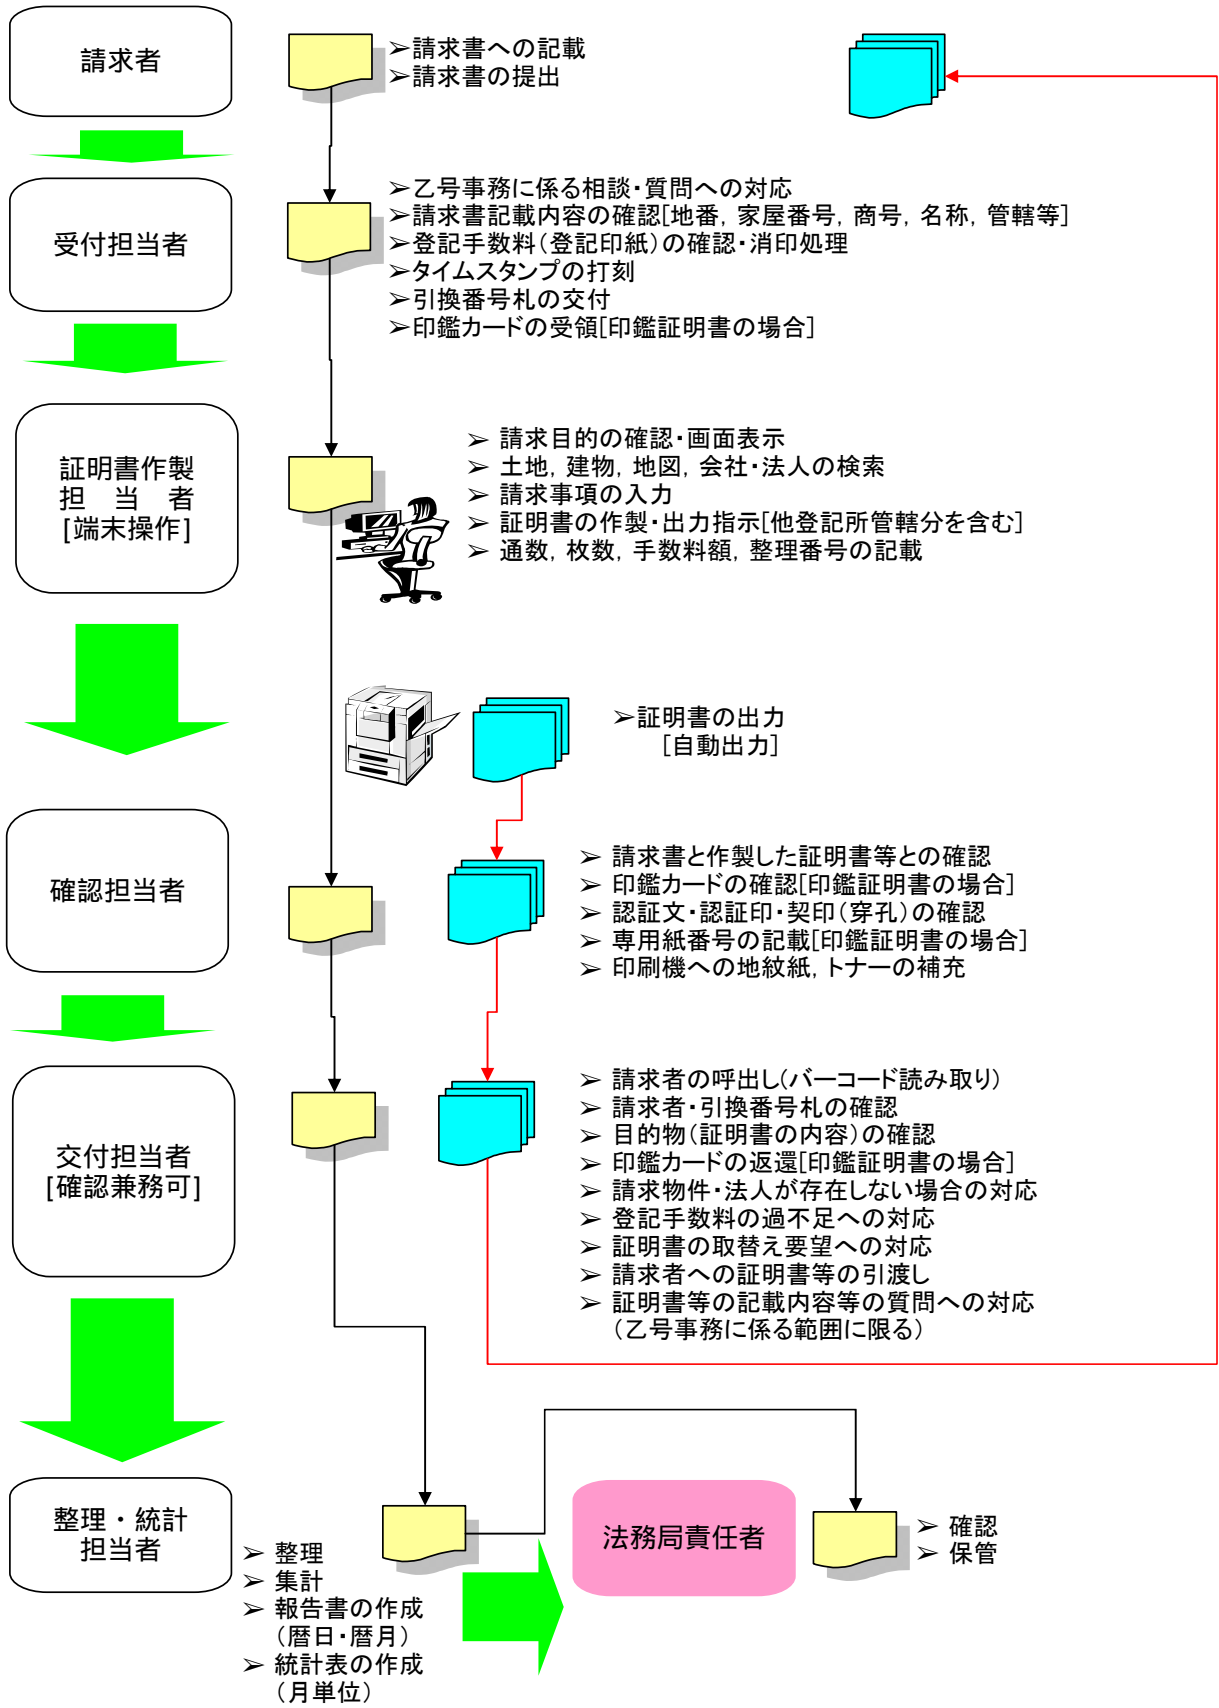 請求者
➢請求書への記載
➢請求書の提出
受付担当者
➢乙号事務に係る相談・質問への対応
➢請求書記載内容の確認[地番，家屋番号，商号，名称，管轄等]
➢登記手数料（登記印紙）の確認・消印処理
➢タイムスタンプの打刻
➢引換番号札の交付
➢印鑑カードの受領[印鑑証明書の場合]
証明書作製
担　当　者
[端末操作]
➢ 請求目的の確認・画面表示
➢ 土地，建物，地図，会社・法人の検索
➢ 請求事項の入力
➢ 証明書の作製・出力指示[他登記所管轄分を含む]
➢ 通数，枚数，手数料額，整理番号の記載
➢証明書の出力
[自動出力]
確認担当者
➢ 請求書と作製した証明書等との確認
➢ 印鑑カードの確認[印鑑証明書の場合]
➢ 認証文・認証印・契印（穿孔）の確認
➢ 専用紙番号の記載[印鑑証明書の場合]
➢ 印刷機への地紋紙，トナーの補充
交付担当者
[確認兼務可]
➢ 請求者の呼出し（バーコード読み取り）
➢ 請求者・引換番号札の確認
➢ 目的物（証明書の内容）の確認
➢ 印鑑カードの返還[印鑑証明書の場合]
➢ 請求物件・法人が存在しない場合の対応
➢ 登記手数料の過不足への対応
➢ 証明書の取替え要望への対応
➢ 請求者への証明書等の引渡し
➢ 証明書等の記載内容等の質問への対応
（乙号事務に係る範囲に限る）
整理・統計
担当者
➢ 整理
➢ 集計
➢ 報告書の作成
（暦日・暦月）
➢ 統計表の作成
（月単位）
法務局責任者
➢ 確認
➢ 保管